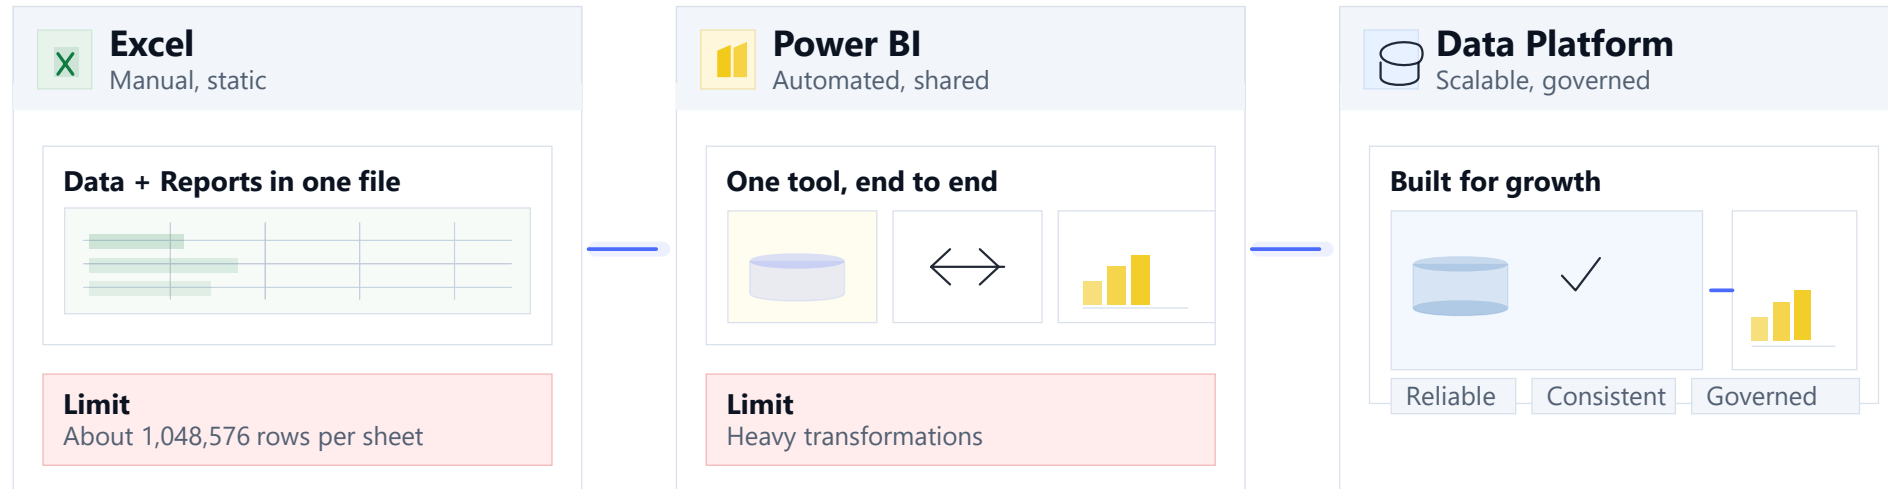 Excel
Manual, static
Data + Reports in one file
Limit
About 1,048,576 rows per sheet
Power BI
Automated, shared
One tool, end to end
Limit
Heavy transformations
Data Platform
Scalable, governed
Built for growth
Reliable
Consistent
Governed